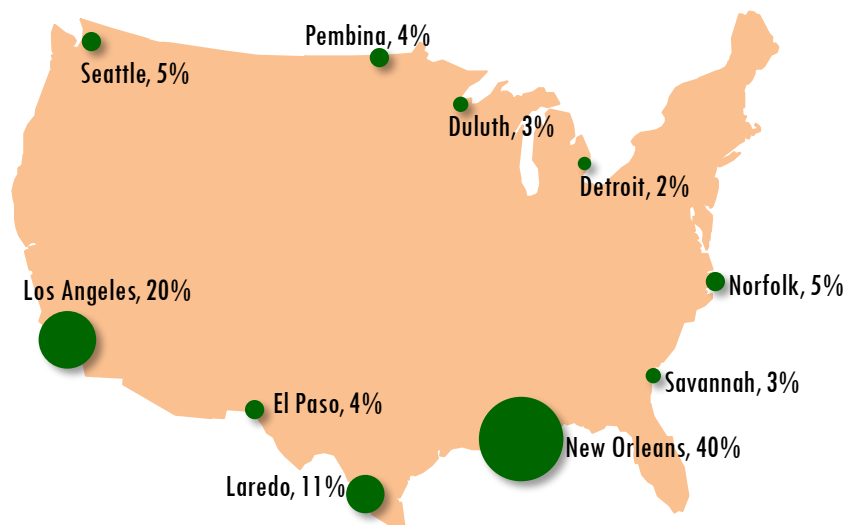 Pembina, 4%
Seattle, 5%
Duluth, 3%
Detroit, 2%
Los Angeles, 20%
Norfolk, 5%
Savannah, 3%
El Paso, 4%
New Orleans, 40%
Laredo, 11%